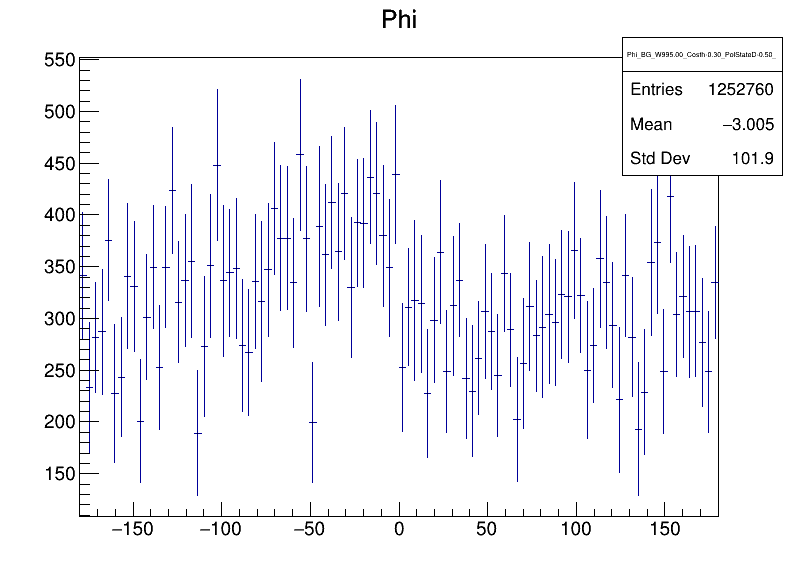 Phi
Phi_BG_W995.00_Costh-0.30_PolStateD-0.50_
Entries 1252760
Mean −3.005
Std Dev 101.9
550
500
450
400
350
300
250
200
150
−150 −100 −50 0 50 100 150